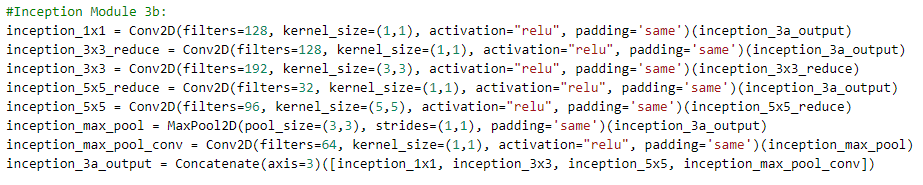 #Inception Module 3b:
inception_1x1 = Conv2D(filters=128, kernel_size=(1,1), activation="relu", padding='same')(inception_3a_output)
inception_3x3_reduce = Conv2D(filters=128, kernel_size=(1,1), activation="relu", padding='same')(inception_3a_output)
inception_3x3 = Conv2D(filters=192, kernel_size=(3,3), activation="relu", padding='same')(inception_3x3_reduce)
inception_5x5_reduce = Conv2D(filters=32, kernel_size=(1,1), activation="relu", padding='same')(inception_3a_output)
inception_5x5 = Conv2D(filters=96, kernel_size=(5,5), activation="relu", padding='same')(inception_5x5_reduce)
inception_max_pool = MaxPool2D(pool_size=(3,3), strides=(1,1), padding='same')(inception_3a_output)
inception_max_pool_conv = Conv2D(filters=64, kernel_size=(1,1), activation="relu", padding='same')(inception_max_pool)
inception_3a_output = Concatenate(axis=3)([inception_1x1, inception_3x3, inception_5x5, inception_max_pool_conv])